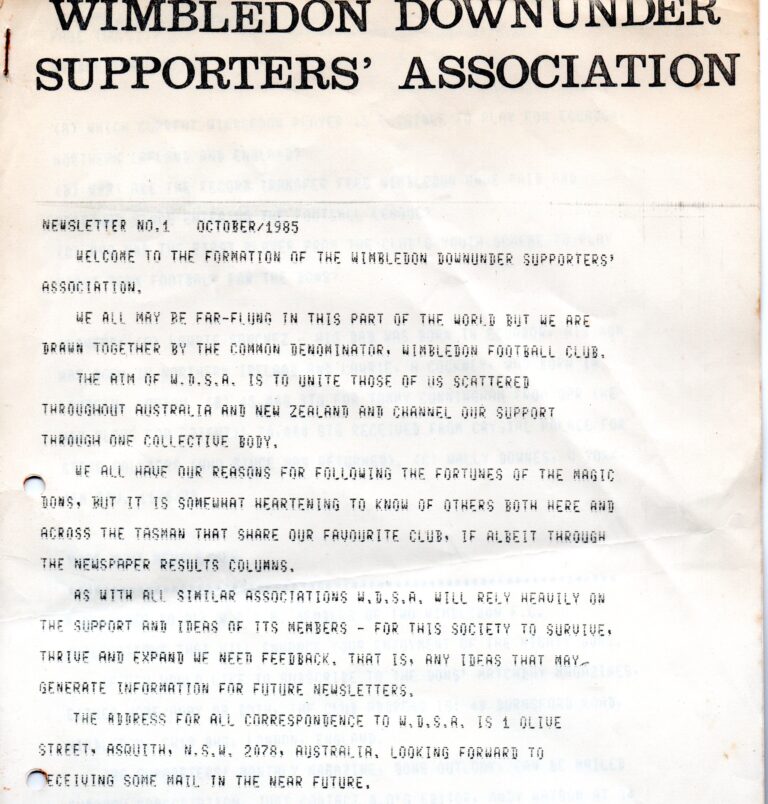 WIMBLEDON DOWNUNDER
SUPPORTERS' ASSOCIATION
NEWSLETTER NO.1 OCTOBER/1985
WELCOME TO THE FORMATION OF THE WIMBLEDON DOWNUNDER SUPPORTERS'
ASSOCIATION.
WE ALL MAY BE FAR-FLUNG IN THIS PART OF THE WORLD BUT WE ARE
DRAWN TOGETHER BY THE COMMON DENOMINATOR, WIMBLEDON FOOTBALL CLUB.
THE AIM OF W.D.S.A. IS TO UNITE THOSE OF US SCATTERED
THROUGHOUT AUSTRALIA AND NEW ZEALAND AND CHANNEL OUR SUPPORT
THROUGH ONE COLLECTIVE BODY.
WE ALL HAVE OUR REASONS FOR FOLLOWING THE FORTUNES OF THE MAGIC
DONS, BUT IT IS SOMEWHAT HEARTENING TO KNOW OF OTHERS BOTH HERE AND
ACROSS THE TASMAN THAT SHARE OUR FAVOURITE CLUB, IF ALBEIT THROUGH
THE NEWSPAPER RESULTS COLUMNS.
AS WITH ALL SIMILAR ASSOCIATIONS W.D.S.A. WILL RELY HEAVILY ON
THE SUPPORT AND IDEAS OF ITS MEMBERS - FOR THIS SOCIETY TO SURVIVE,
THRIVE AND EXPAND WE NEED FEEDBACK. THAT IS, ANY IDEAS THAT MAY
GENERATE INFORMATION FOR FUTURE NEWSLETTERS.
THE ADDRESS FOR ALL CORRESPONDENCE TO W.D.S.A. IS 1 OLIVE
STREET, ASQUITH, N.S.W. 2078, AUSTRALIA. LOOKING FORWARD TO
ECEIVING SOME MAIL IN THE NEAR FUTURE.